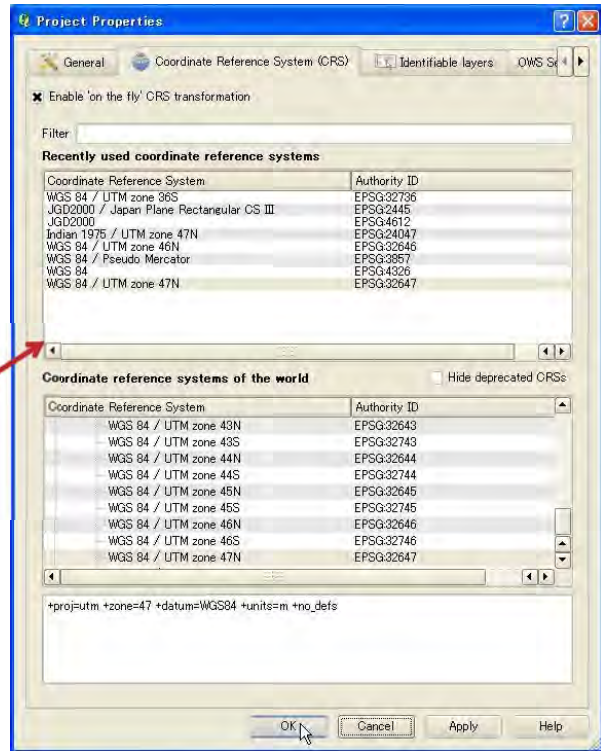 Project Properties
General Coordinate Reference System (CRS) Identifiable layers OWS Se
Enable 'on the fly' CRS transformation
Filter
Recently used coordinate reference systems
Coordinate Reference System Authority ID
WGS 84 / UTM zone 36S EPSG:32736
JGD2000 / Japan Plane Rectangular CS III EPSG:2445
JGD2000 EPSG:4612
Indian 1975 / UTM zone 47N EPSG:24047
WGS 84 / UTM zone 46N EPSG:32646
WGS 84 / Pseudo Mercator EPSG:3857
WGS 84 EPSG:4326
WGS 84 / UTM zone 47N EPSG:32647
Coordinate reference systems of the world Hide deprecated CRSs
Coordinate Reference System Authority ID
WGS 84 / UTM zone 43N EPSG:32643
WGS 84 / UTM zone 43S EPSG:32743
WGS 84 / UTM zone 44N EPSG:32644
WGS 84 / UTM zone 44S EPSG:32744
WGS 84 / UTM zone 45N EPSG:32645
WGS 84 / UTM zone 45S EPSG:32745
WGS 84 / UTM zone 46N EPSG:32646
WGS 84 / UTM zone 46S EPSG:32746
WGS 84 / UTM zone 47N EPSG:32647
+proj=utm +zone=47 +datum=WGS84 +units=m +no_defs
OK Cancel Apply Help